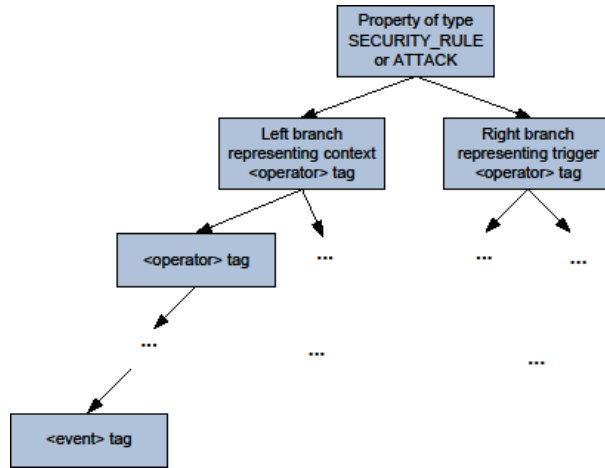 Property of type
SECURITY_RULE
or ATTACK
Left branch
representing context
<operator> tag
Right branch
representing trigger
<operator> tag
<operator> tag
...
...
...
...
...
...
<event> tag